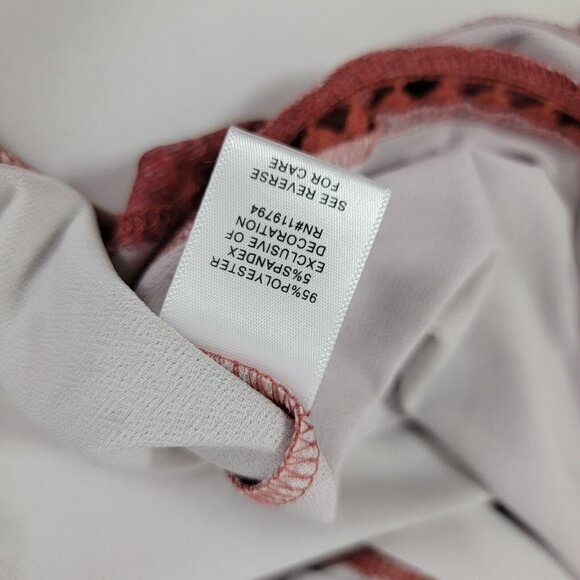 95%POLYESTER
5%SPANDEX
EXCLUSIVE OF
DECORATION
RN#119794
SEE REVERSE
FOR CARE